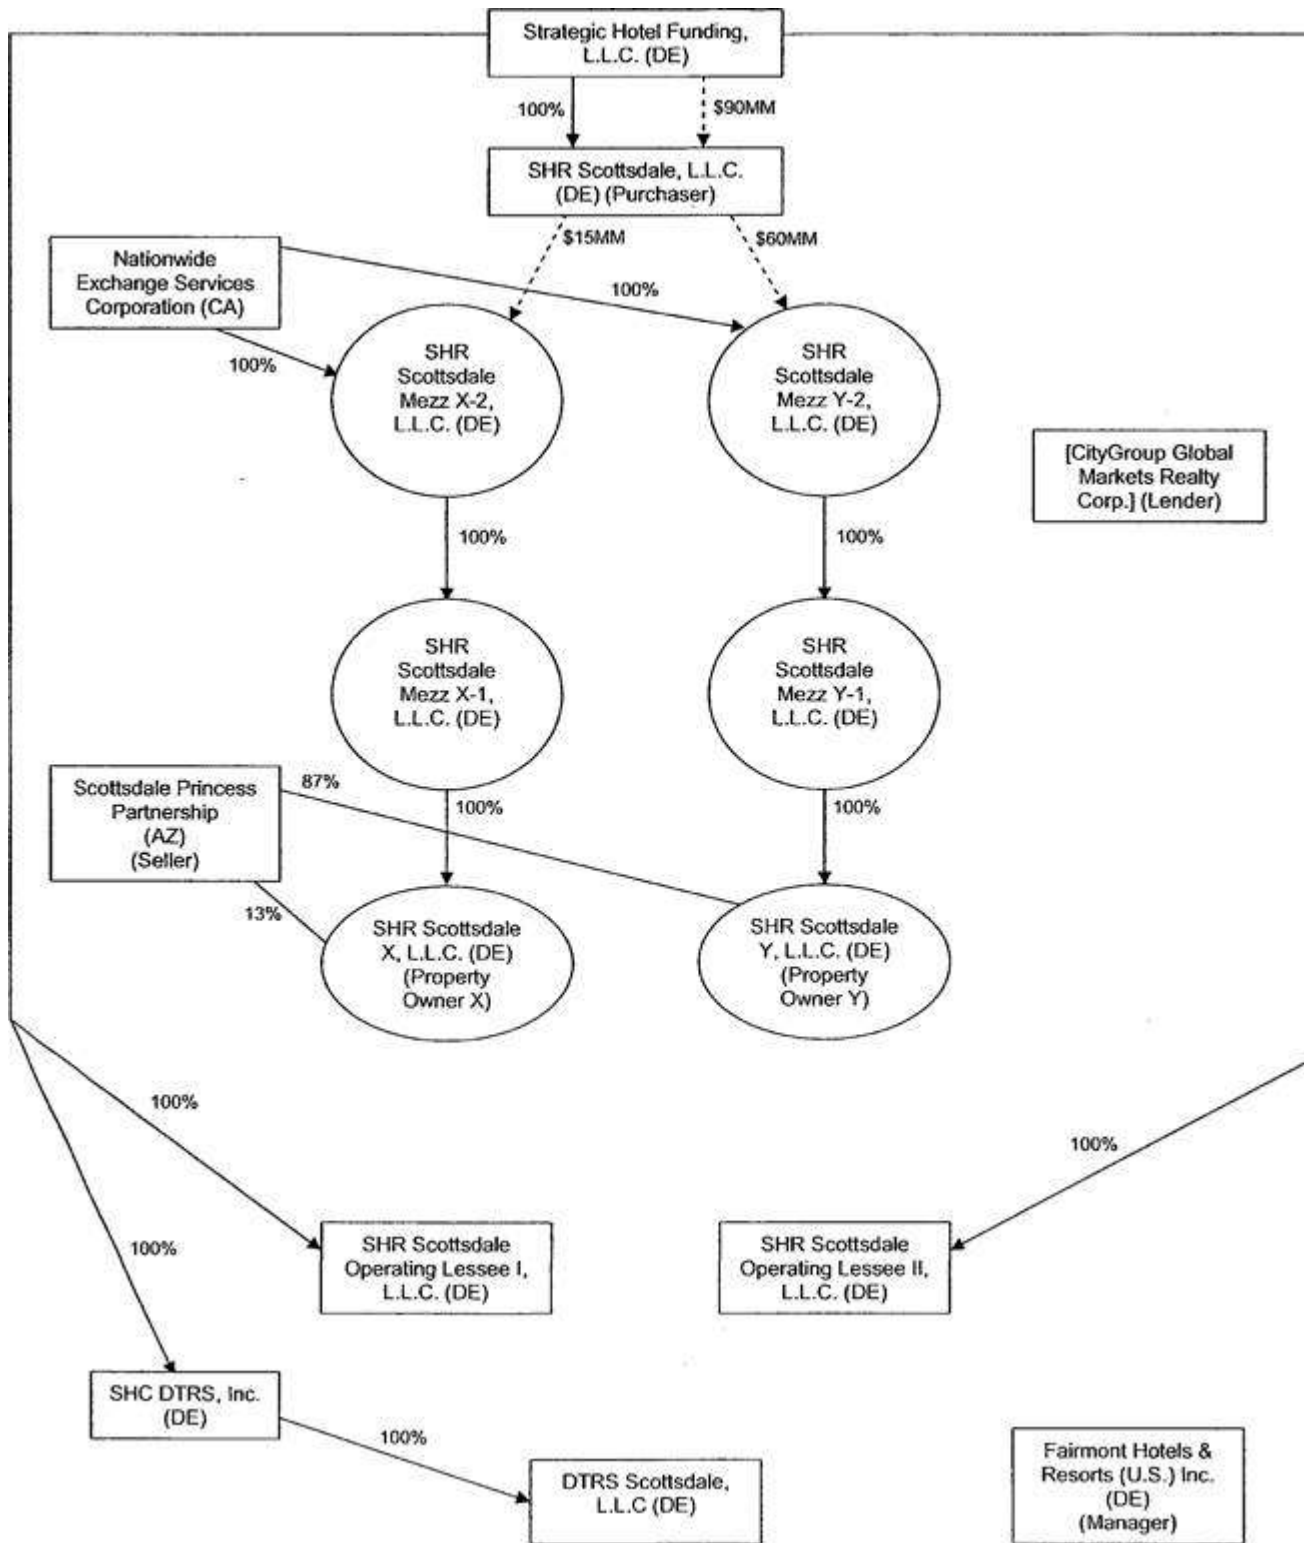 Strategic Hotel Funding,
L.L.C. (DE)
100%
$90MM
SHR Scottsdale, L.L.C.
(DE) (Purchaser)
$15MM
$60MM
Nationwide
Exchange Services
Corporation (CA)
100%
100%
SHR
Scottsdale
Mezz X-2,
L.L.C. (DE)
SHR
Scottsdale
Mezz Y-2,
L.L.C. (DE)
[CityGroup Global
Markets Realty
Corp.] (Lender)
100%
100%
SHR
Scottsdale
Mezz X-1,
L.L.C. (DE)
SHR
Scottsdale
Mezz Y-1,
L.L.C. (DE)
Scottsdale Princess
Partnership
(AZ)
(Seller)
87%
100%
100%
13%
SHR Scottsdale
X, L.L.C. (DE)
(Property
Owner X)
SHR Scottsdale
Y, L.L.C. (DE)
(Property
Owner Y)
100%
100%
100%
SHR Scottsdale
Operating Lessee I,
L.L.C. (DE)
SHR Scottsdale
Operating Lessee II,
L.L.C. (DE)
SHC DTRS, Inc.
(DE)
100%
DTRS Scottsdale,
L.L.C (DE)
Fairmont Hotels &
Resorts (U.S.) Inc.
(DE)
(Manager)